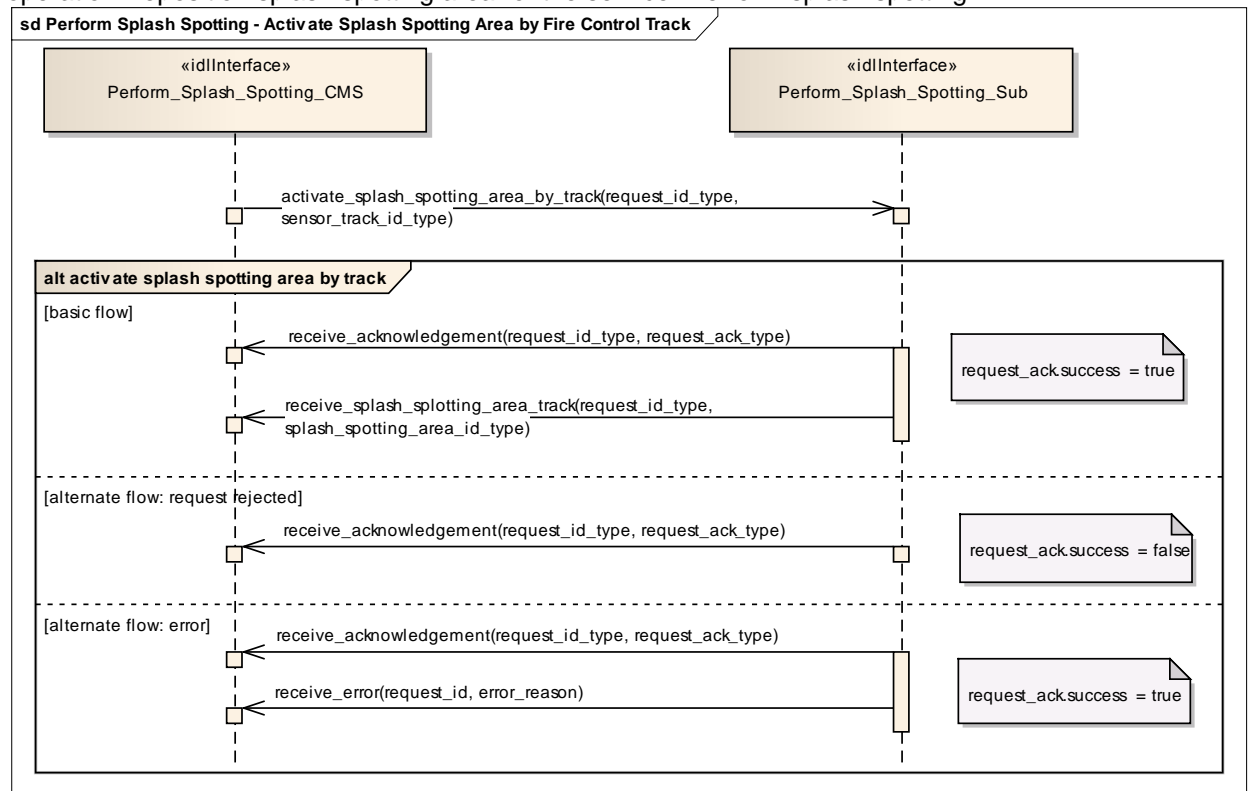 sd Perform Splash Spotting - Activate Splash Spotting Area by Fire Control Track
«idlInterface»
Perform_Splash_Spotting_CMS
«idlInterface»
Perform_Splash_Spotting_Sub
activate_splash_spotting_area_by_track(request_id_type,
sensor_track_id_type)
alt activate splash spotting area by track
[basic flow]
receive_acknowledgement(request_id_type, request_ack_type)
request_ack.success = true
receive_splash_splotting_area_track(request_id_type,
splash_spotting_area_id_type)
[alternate flow: request rejected]
receive_acknowledgement(request_id_type, request_ack_type)
request_ack.success = false
[alternate flow: error]
receive_acknowledgement(request_id_type, request_ack_type)
receive_error(request_id, error_reason)
request_ack.success = true